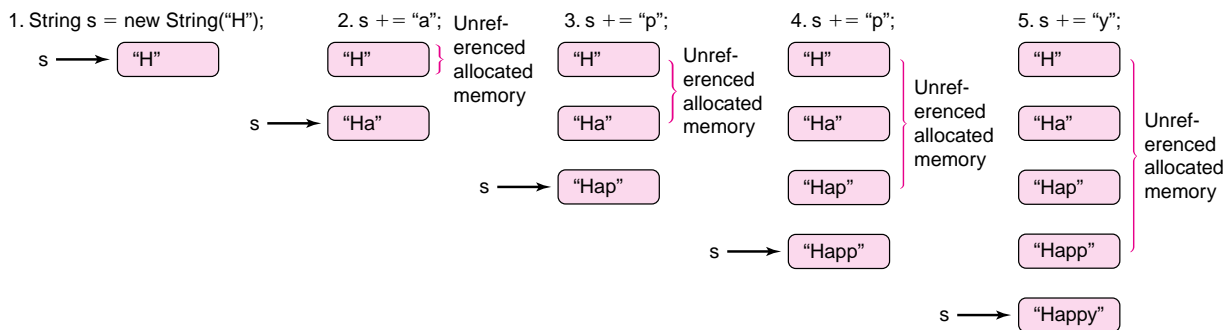 1. String s = new String(“H”);
s
“H”
2. s += “a”;
“H”
Unref-
erenced
allocated
memory
s
“Ha”
3. s += “p”;
“H”
“Ha”
Unref-
erenced
allocated
memory
s
“Hap”
4. s += “p”;
“H”
“Ha”
“Hap”
Unref-
erenced
allocated
memory
s
“Happ”
5. s += “y”;
“H”
“Ha”
“Hap”
“Happ”
Unref-
erenced
allocated
memory
s
“Happy”